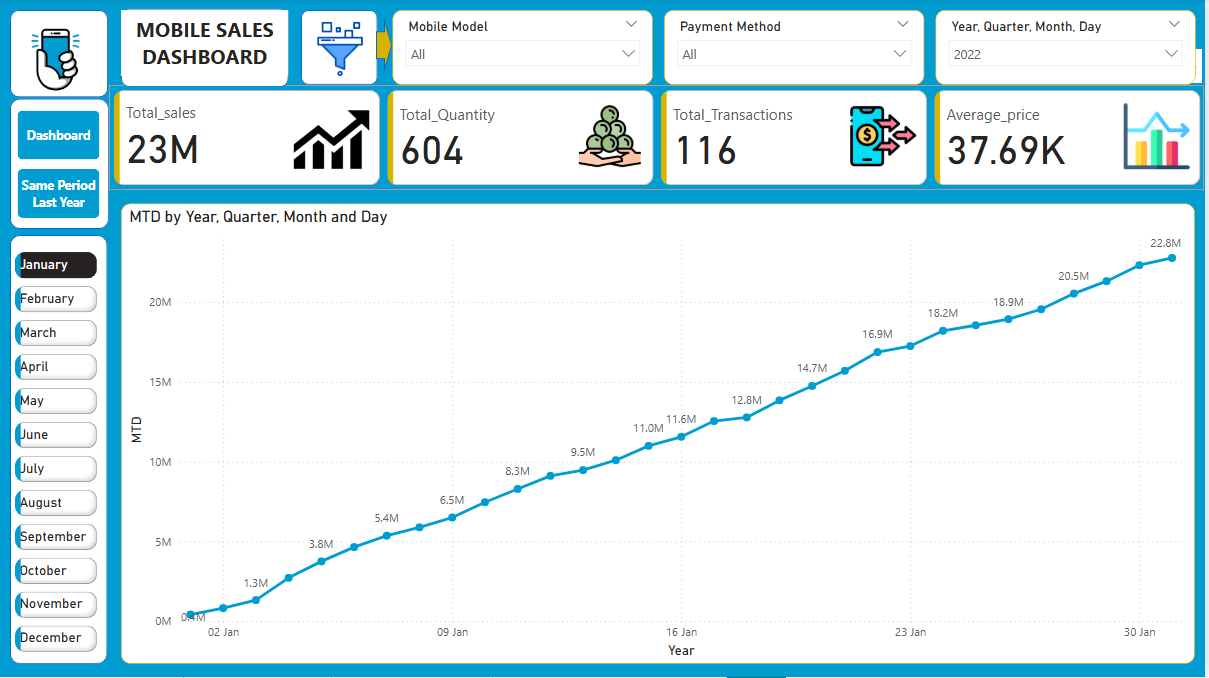 MOBILE SALES
DASHBOARD
Mobile Model
All
Payment Method
All
Year, Quarter, Month, Day
2022
Dashboard
Same Period
Last Year
Total_sales
23M
Total_Quantity
604
Total_Transactions
116
Average_price
37.69K
January
February
March
April
May
June
July
August
September
October
November
December
MTD by Year, Quarter, Month and Day
MTD
20M
15M
10M
5M
0M
0.4M
1.3M
3.8M
5.4M
6.5M
8.3M
9.5M
11.0M
11.6M
12.8M
14.7M
16.9M
18.2M
18.9M
20.5M
22.8M
02 Jan
09 Jan
16 Jan
23 Jan
30 Jan
Year